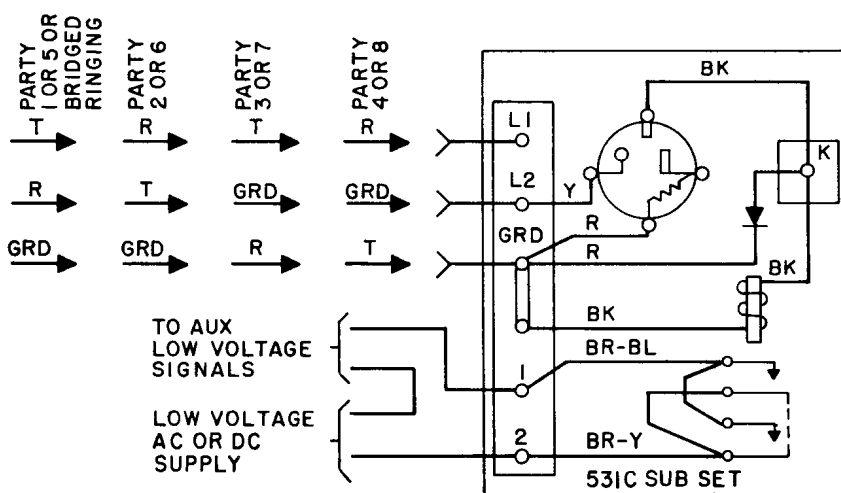 PARTY
1 OR 5 OR
BRIDGED
RINGING
PARTY
2 OR 6
PARTY
3 OR 7
PARTY
4 OR 8
T
R
T
R
L1
R
T
GRD
GRD
L2
Y
GRD
GRD
R
T
GRD
R
R
BK
K
BK
BK
TO AUX
LOW VOLTAGE
SIGNALS
1
BR-BL
LOW VOLTAGE
AC OR DC
SUPPLY
2
BR-Y
531C SUB SET